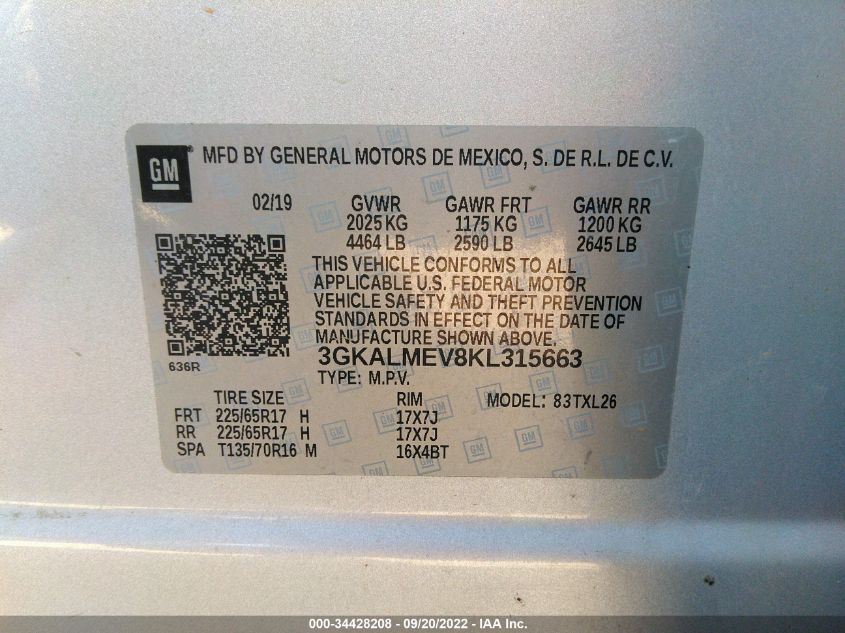 GM ® MFD BY GENERAL MOTORS DE MEXICO, S. DE R.L. DE C.V.
02/19 GVWR GAWR FRT GAWR RR
2025 KG 1175 KG 1200 KG
4464 LB 2590 LB 2645 LB
THIS VEHICLE CONFORMS TO ALL
APPLICABLE U.S. FEDERAL MOTOR
VEHICLE SAFETY AND THEFT PREVENTION
STANDARDS IN EFFECT ON THE DATE OF
MANUFACTURE SHOWN ABOVE.
636R 3GKALMEV8KL315663
TYPE: M.P.V.
TIRE SIZE RIM MODEL: 83TXL26
FRT 225/65R17 H 17X7J
RR 225/65R17 H 17X7J
SPA T135/70R16 M 16X4BT
000-34428208 - 09/20/2022 - IAA Inc.